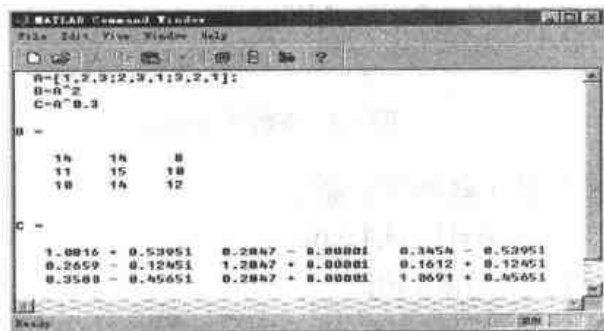 MATLAB Command Window
File Edit View Window Help
A=[1,2,3;2,3,1;3,2,1];
B=A^2
C=A^0.3
B =
14 14 8
11 15 10
10 14 12
C =
1.0816 + 0.5395i 0.2847 - 0.0000i 0.3454 - 0.5395i
0.2659 - 0.1245i 1.2847 + 0.0000i 0.1612 + 0.1245i
0.3580 - 0.4565i 0.2847 + 0.0000i 1.0691 + 0.4565i
Ready